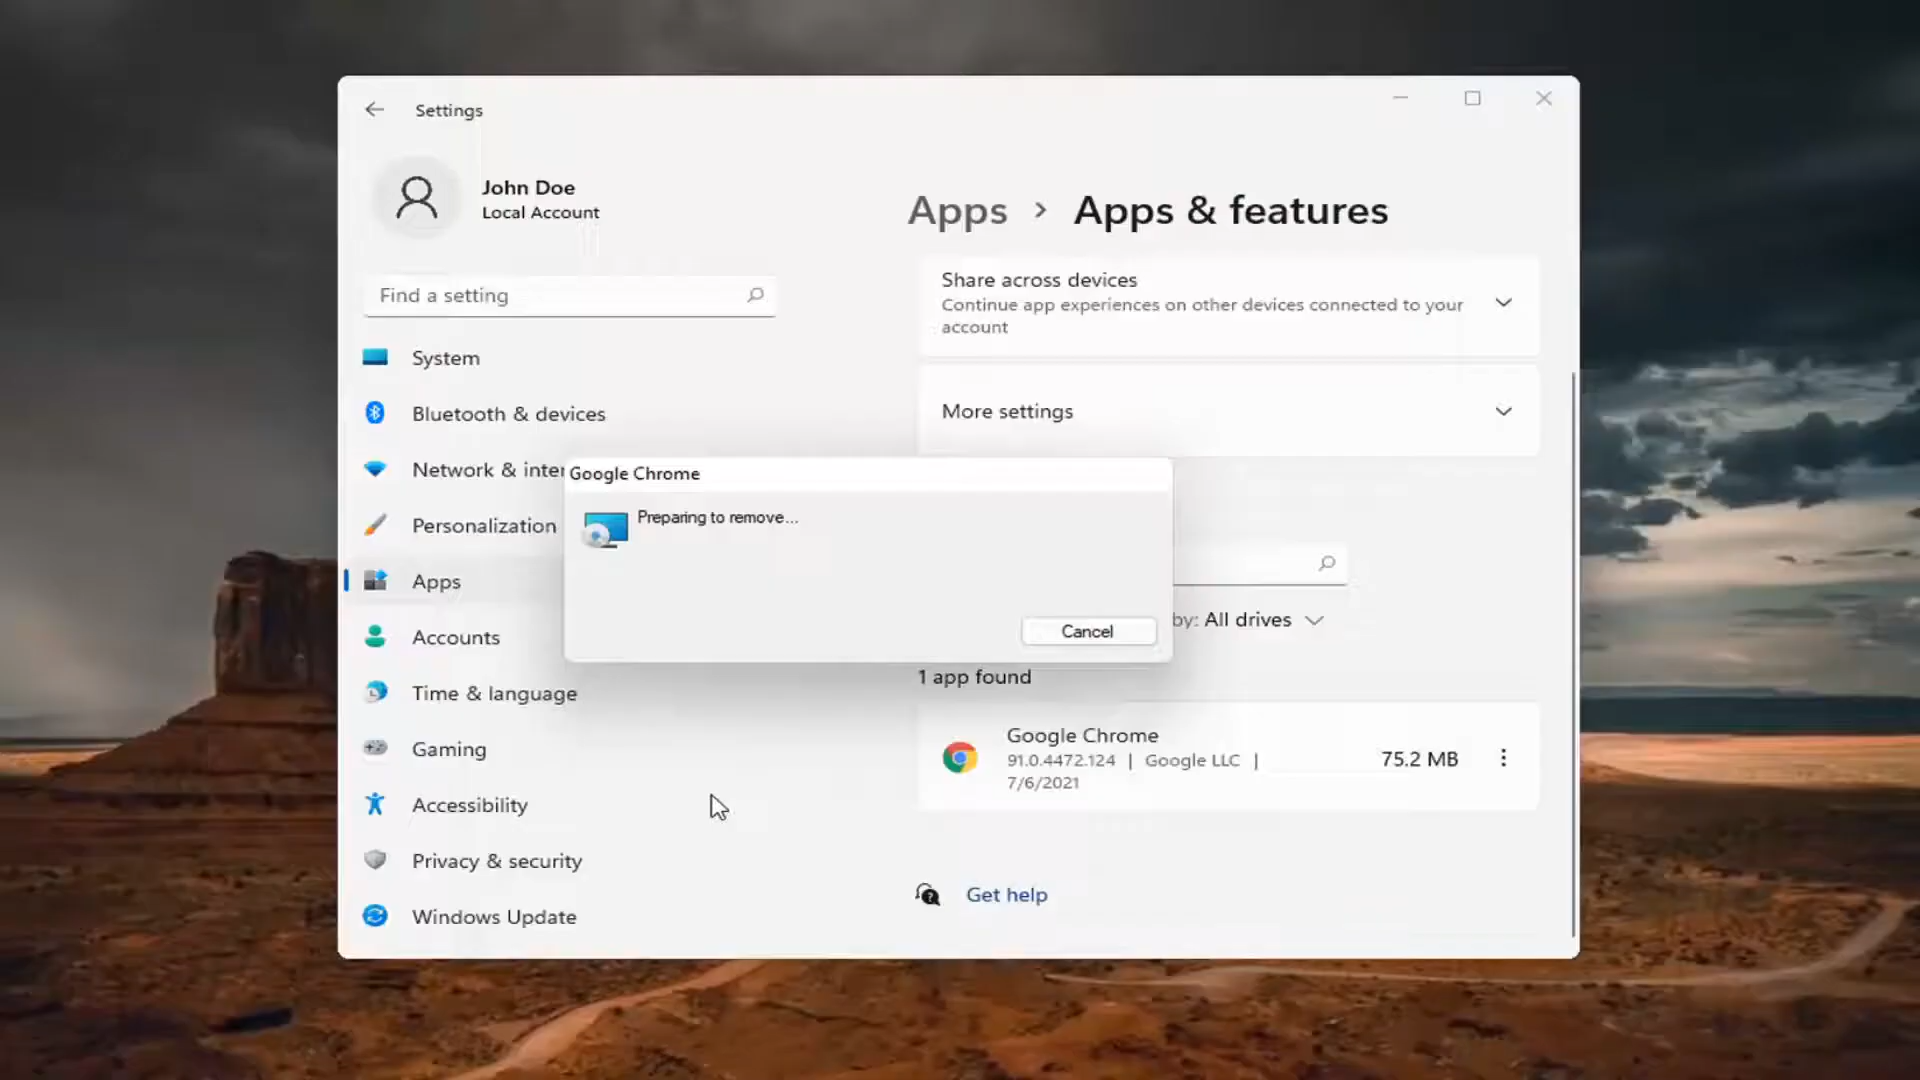 Settings
John Doe
Local Account
Find a setting
System
Bluetooth & devices
Network & inter
Personalization
Apps
Accounts
Time & language
Gaming
Accessibility
Privacy & security
Windows Update
Apps > Apps & features
Share across devices
Continue app experiences on other devices connected to your
account
More settings
Google Chrome
Preparing to remove...
Cancel
by: All drives
1 app found
Google Chrome
91.0.4472.124 | Google LLC |
7/6/2021
75.2 MB
Get help